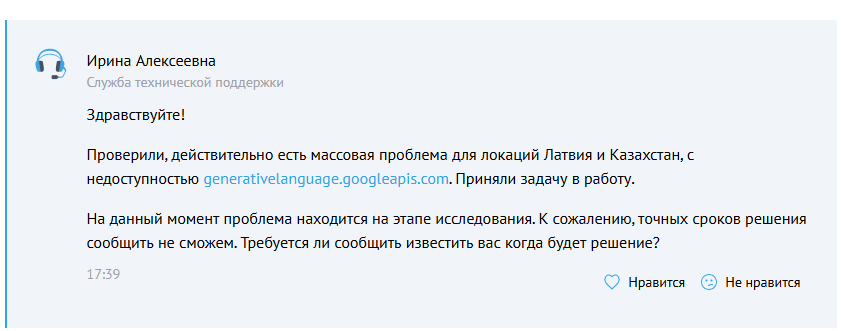 Ирина Алексеевна
Служба технической поддержки
Здравствуйте!
Проверили, действительно есть массовая проблема для локаций Латвия и Казахстан, с
недоступностью generativelanguage.googleapis.com. Приняли задачу в работу.
На данный момент проблема находится на этапе исследования. К сожалению, точных сроков решения
сообщить не сможем. Требуется ли сообщить известить вас когда будет решение?
17:39
Нравится
Не нравится